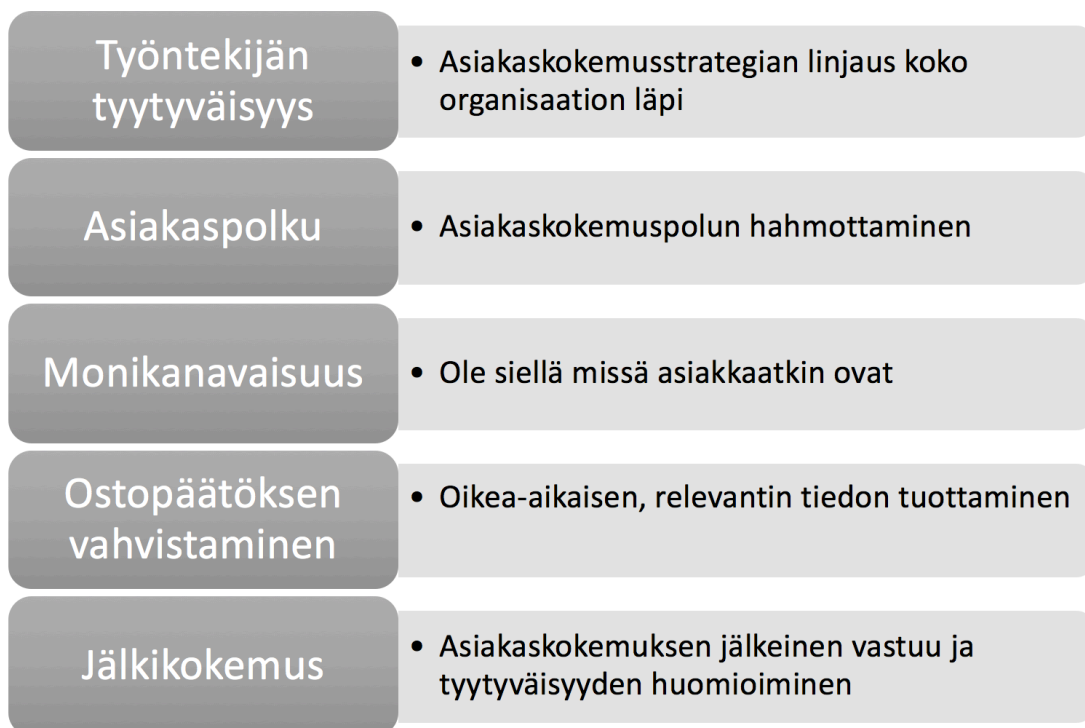 Työntekijän
tyytyväisyys
• Asiakaskokemusstrategian linjaus koko
organisaation läpi
Asiakaspolku
• Asiakaskokemuspolun hahmottaminen
Monikanavaisuus
• Ole siellä missä asiakkaatkin ovat
Ostopäätöksen
vahvistaminen
• Oikea-aikaisen, relevantin tiedon tuottaminen
Jälkikokemus
• Asiakaskokemuksen jälkeinen vastuu ja
tyytyväisyyden huomioiminen